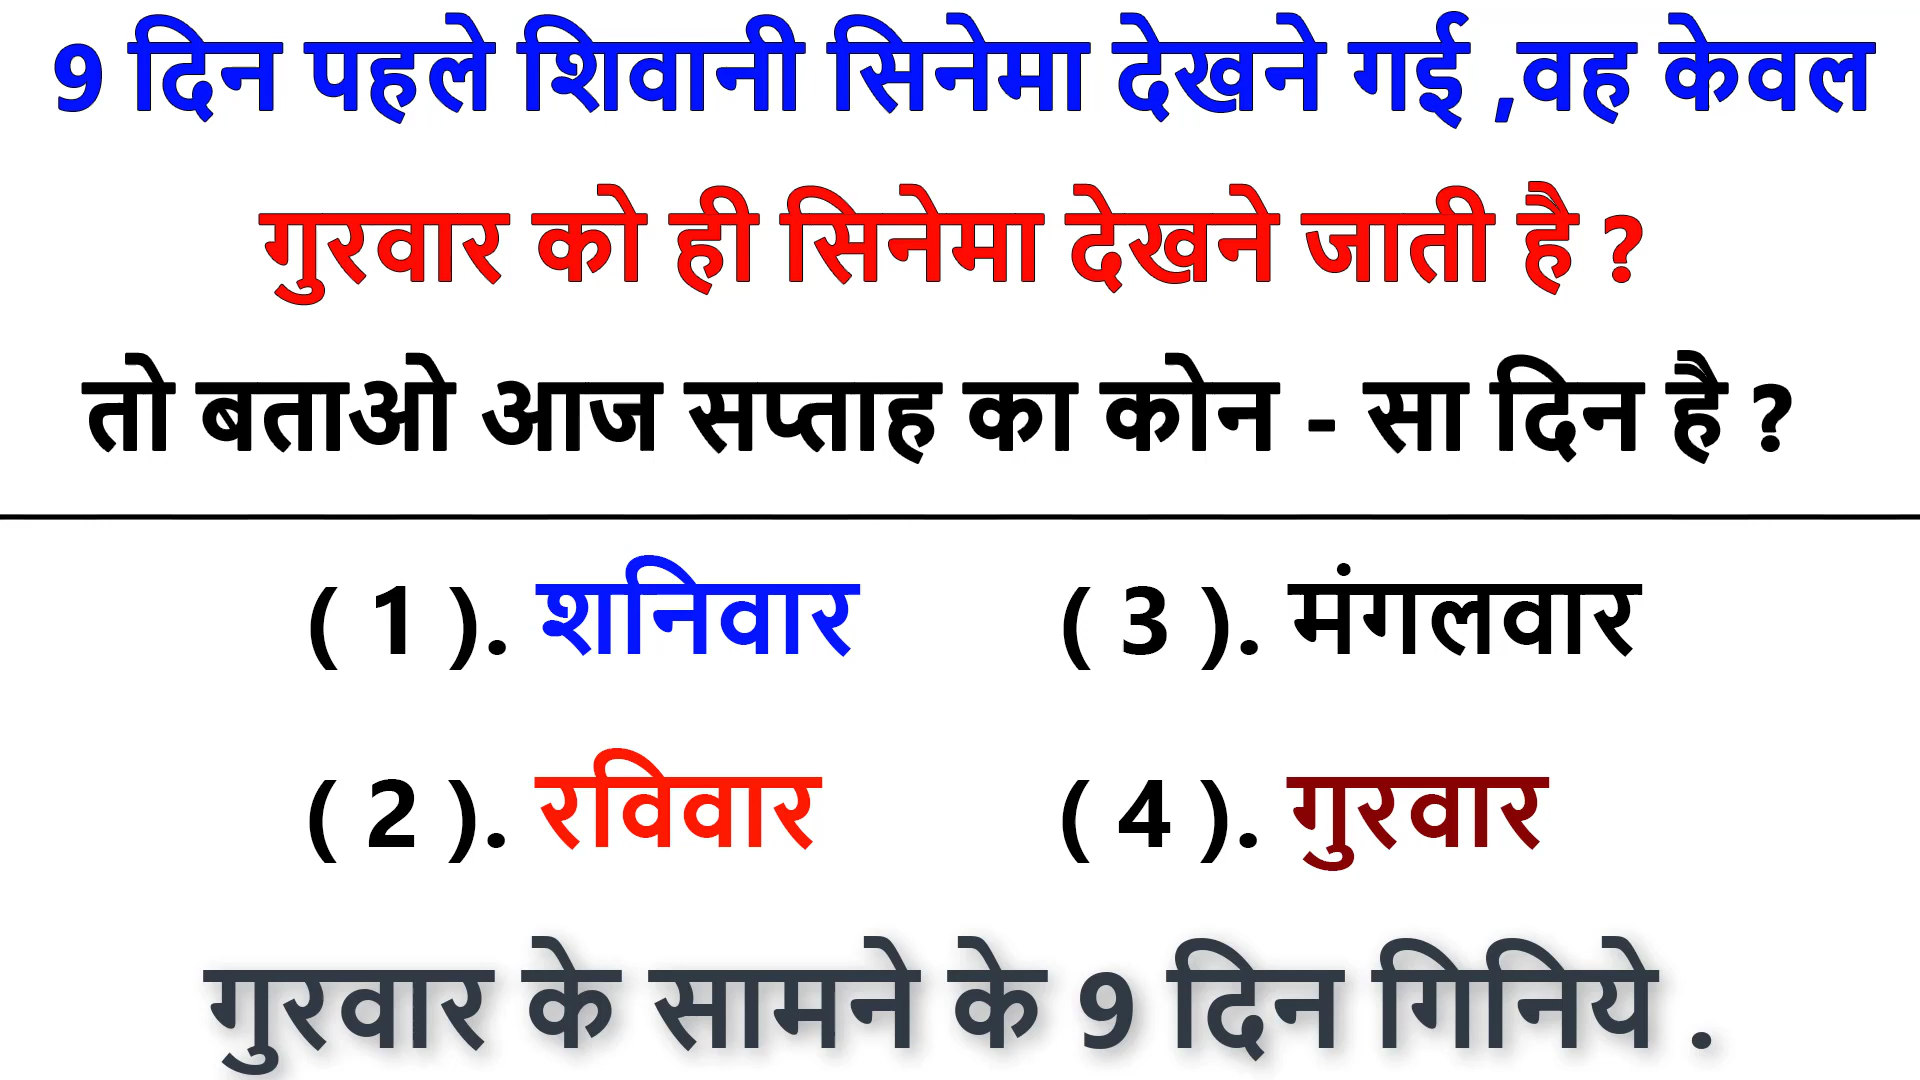 9 दिन पहले शिवानी सिनेमा देखने गई ,वह केवल
गुरवार को ही सिनेमा देखने जाती है ?
तो बताओ आज सप्ताह का कोन - सा दिन है ?
( 1 ). शनिवार ( 3 ). मंगलवार
( 2 ). रविवार ( 4 ). गुरवार
गुरवार के सामने के 9 दिन गिनिये .